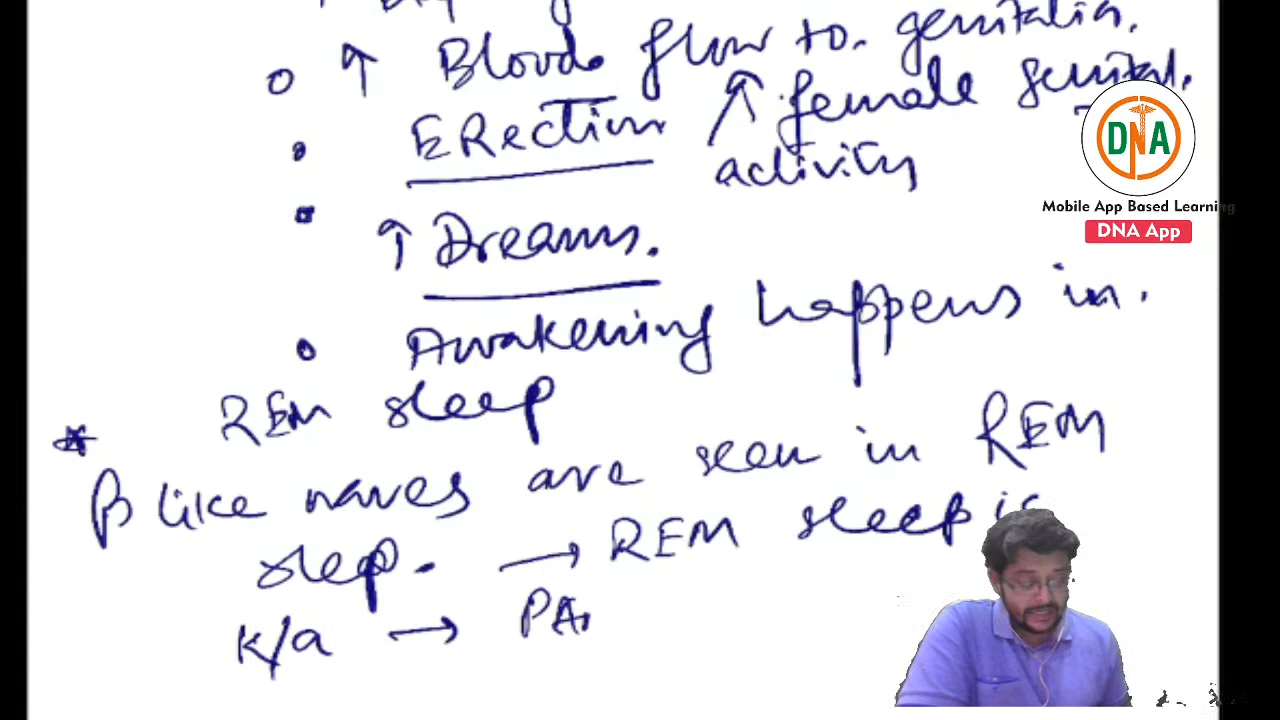 ↑ Blood flow to. genitalia.
ERection ↑ female genital.
activity
↑ Dreams.
Awakening happens in.
REM sleep
* β like waves are seen in REM
sleep. → REM sleep is
k/a → PA
DNA
Mobile App Based Learning
DNA App